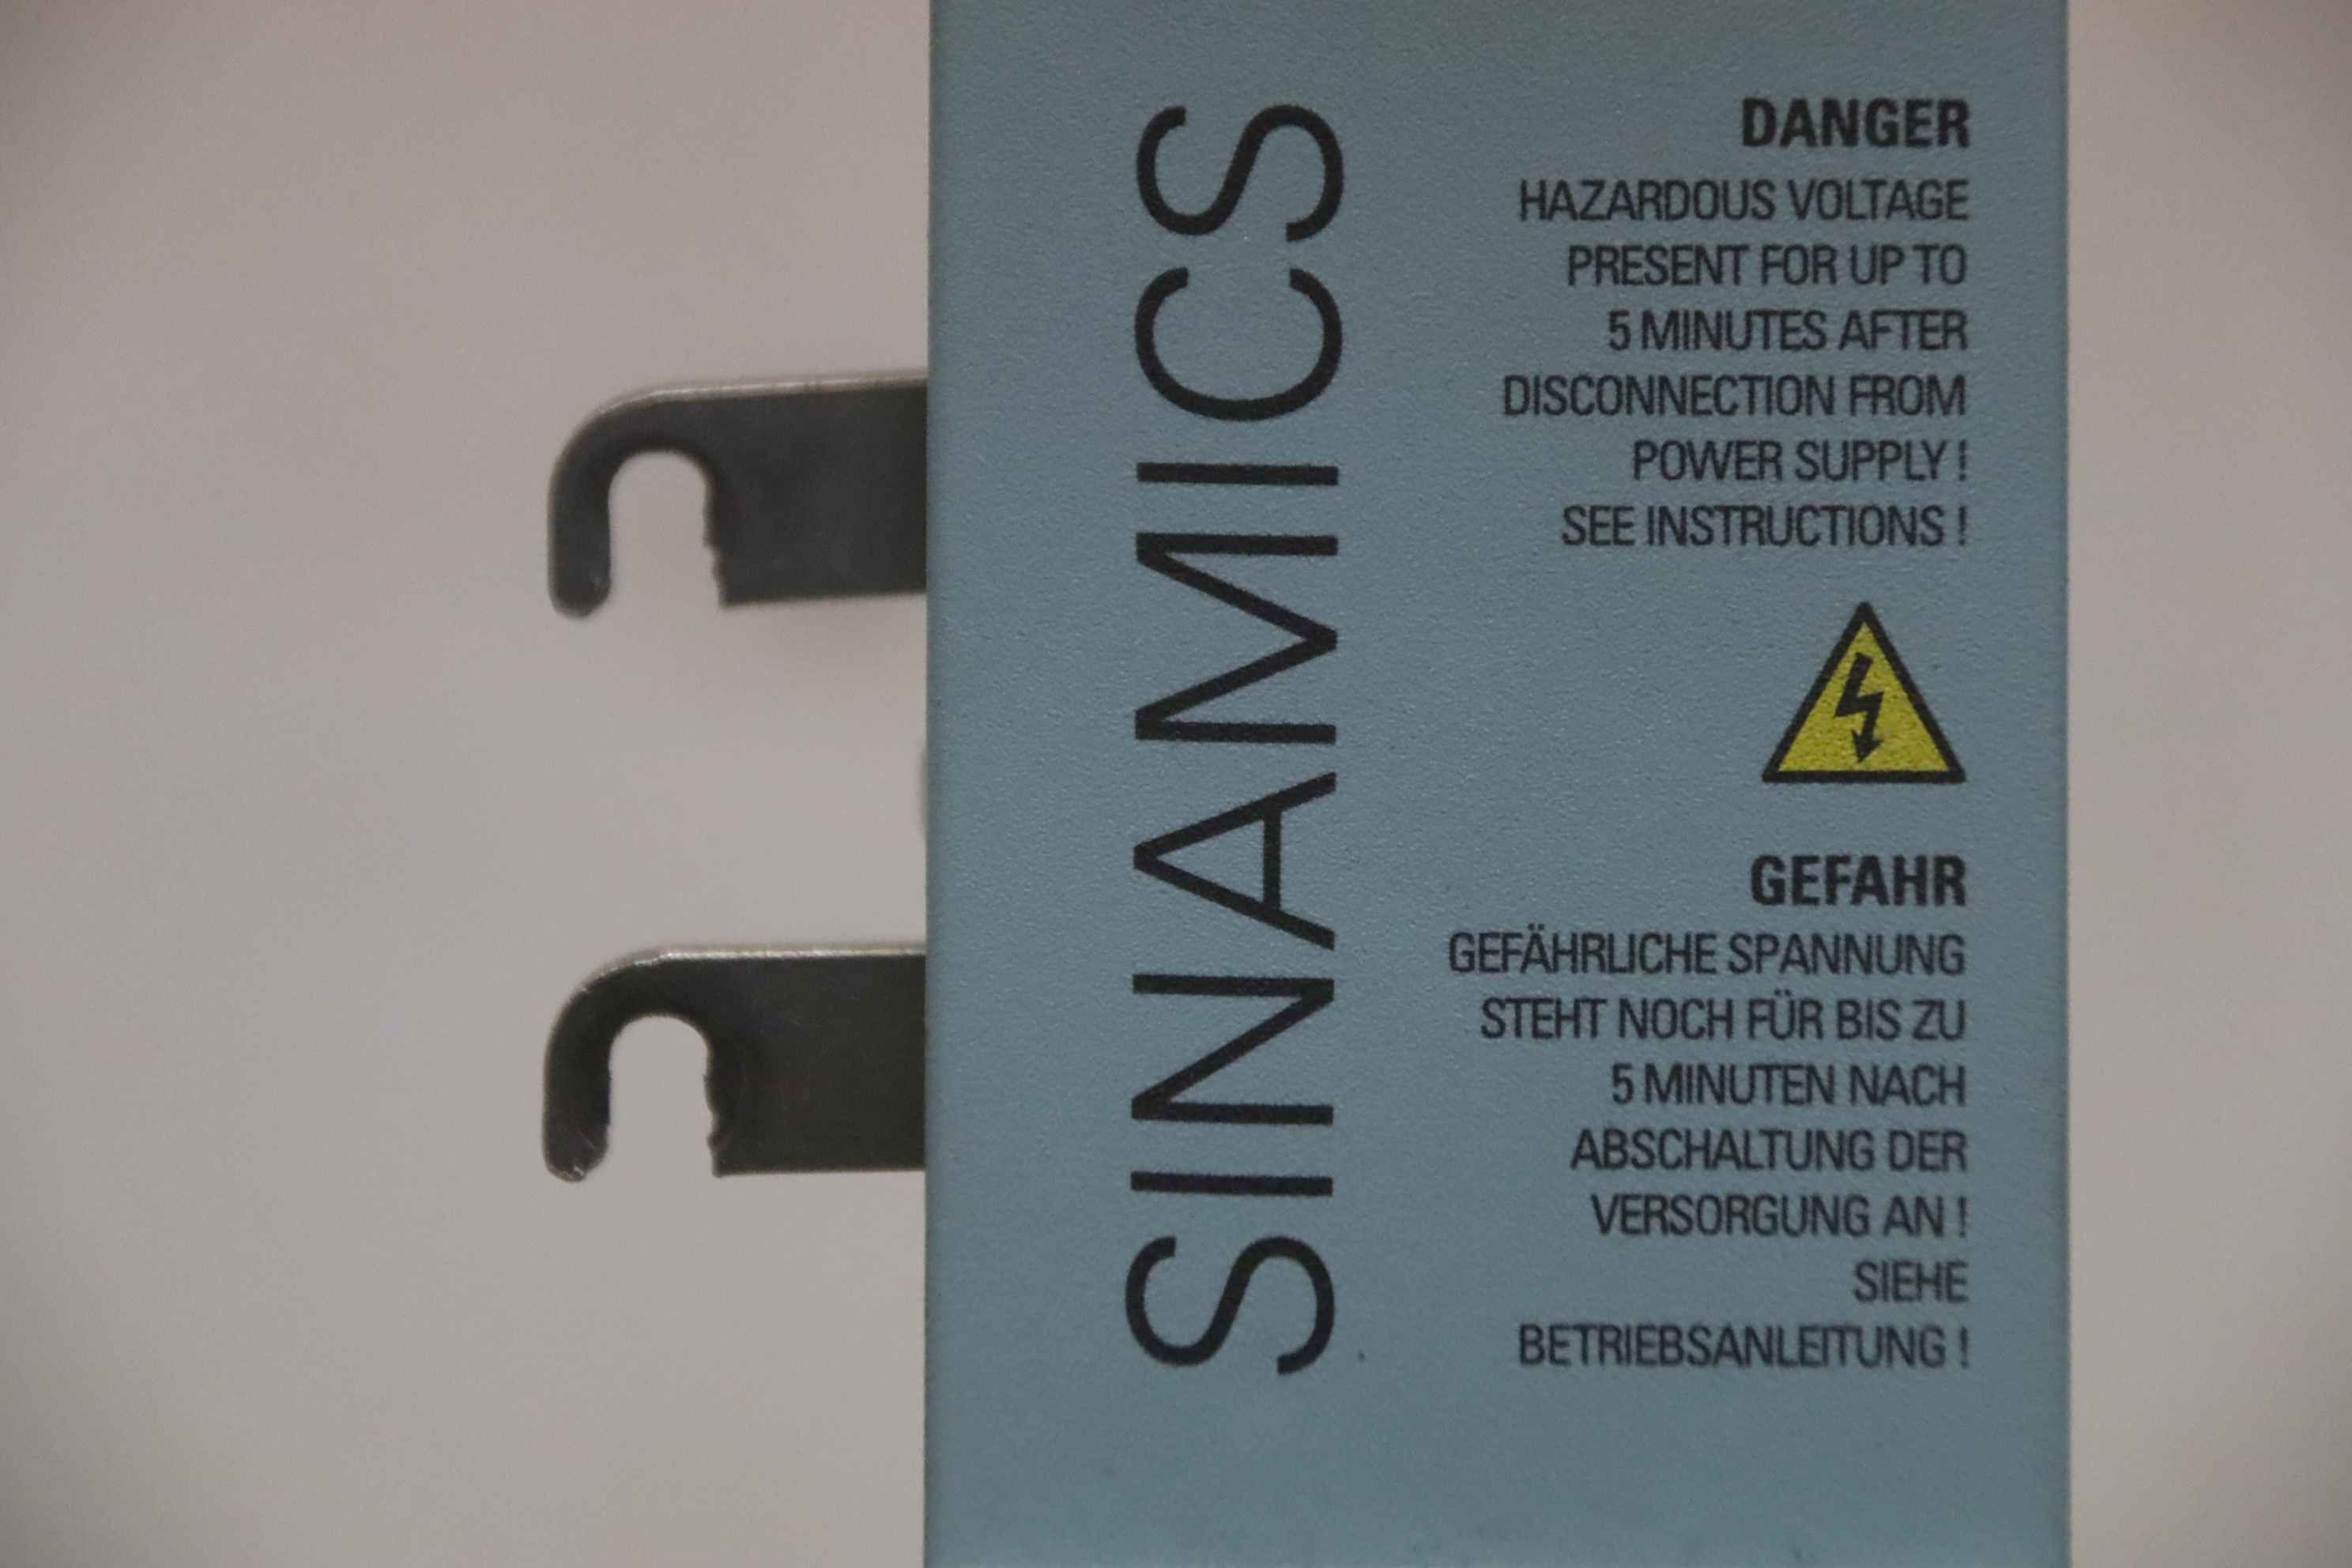 SINAMICS
DANGER
HAZARDOUS VOLTAGE
PRESENT FOR UP TO
5 MINUTES AFTER
DISCONNECTION FROM
POWER SUPPLY !
SEE INSTRUCTIONS !
GEFAHR
GEFÄHRLICHE SPANNUNG
STEHT NOCH FÜR BIS ZU
5 MINUTEN NACH
ABSCHALTUNG DER
VERSORGUNG AN !
SIEHE
BETRIEBSANLEITUNG !